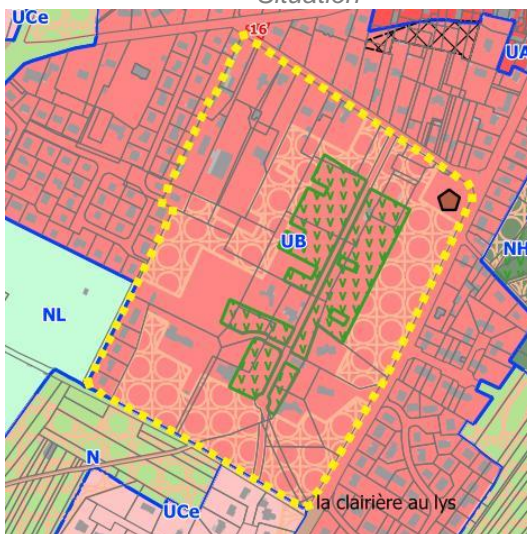 Situation
UCe
16
UA
UB
NH
NL
N
la clairière au lys
UCe